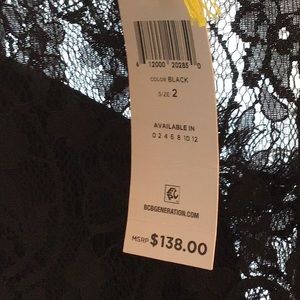 6 12000 20285 0
COLOR BLACK
SIZE 2
AVAILABLE IN
0 2 4 6 8 10 12
BCBGENERATION.COM
MSRP $138.00